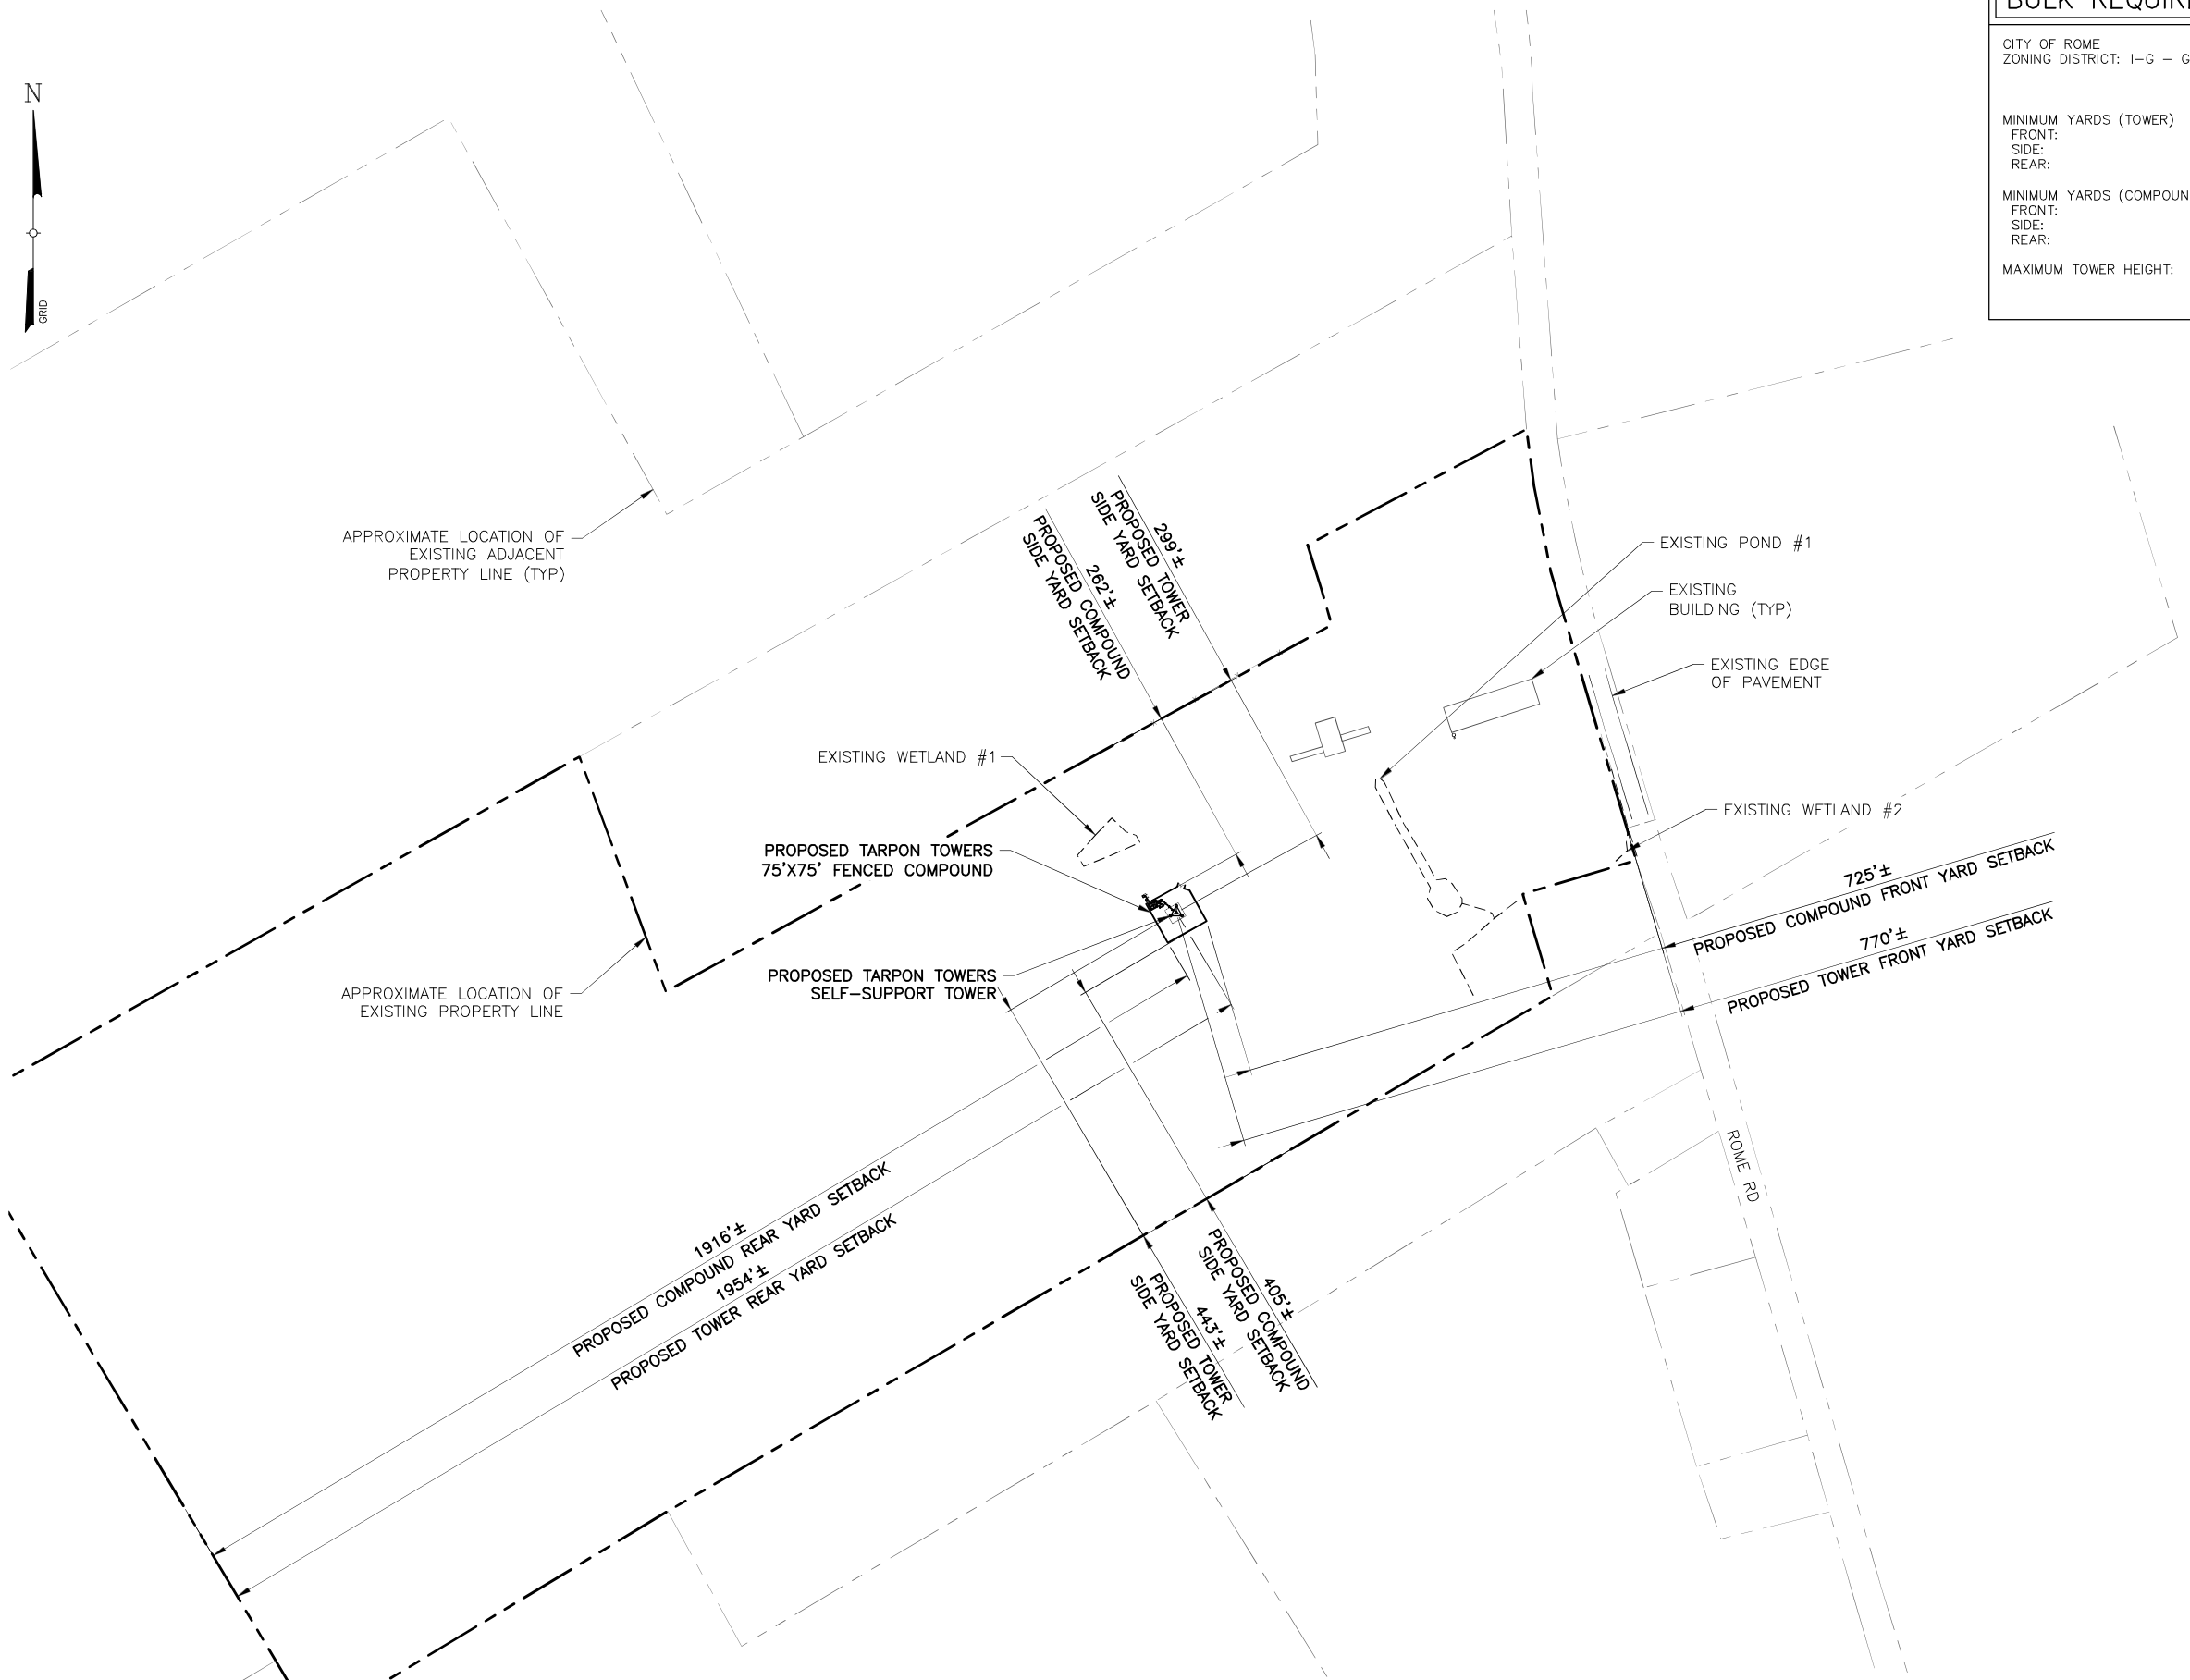 BULK REQUIRE
CITY OF ROME
ZONING DISTRICT: I-G - G
MINIMUM YARDS (TOWER)
FRONT:
SIDE:
REAR:
MINIMUM YARDS (COMPOUN
FRONT:
SIDE:
REAR:
MAXIMUM TOWER HEIGHT:
N
GRID
APPROXIMATE LOCATION OF
EXISTING ADJACENT
PROPERTY LINE (TYP)
299'±
PROPOSED TOWER
SIDE YARD SETBACK
262'±
PROPOSED COMPOUND
SIDE YARD SETBACK
EXISTING POND #1
EXISTING
BUILDING (TYP)
EXISTING EDGE
OF PAVEMENT
EXISTING WETLAND #1
EXISTING WETLAND #2
PROPOSED TARPON TOWERS
75'X75' FENCED COMPOUND
725'±
PROPOSED COMPOUND FRONT YARD SETBACK
770'±
PROPOSED TOWER FRONT YARD SETBACK
PROPOSED TARPON TOWERS
SELF-SUPPORT TOWER
APPROXIMATE LOCATION OF
EXISTING PROPERTY LINE
ROME RD
1916'±
PROPOSED COMPOUND REAR YARD SETBACK
1954'±
PROPOSED TOWER REAR YARD SETBACK
405'±
PROPOSED COMPOUND
SIDE YARD SETBACK
443'±
PROPOSED TOWER
SIDE YARD SETBACK